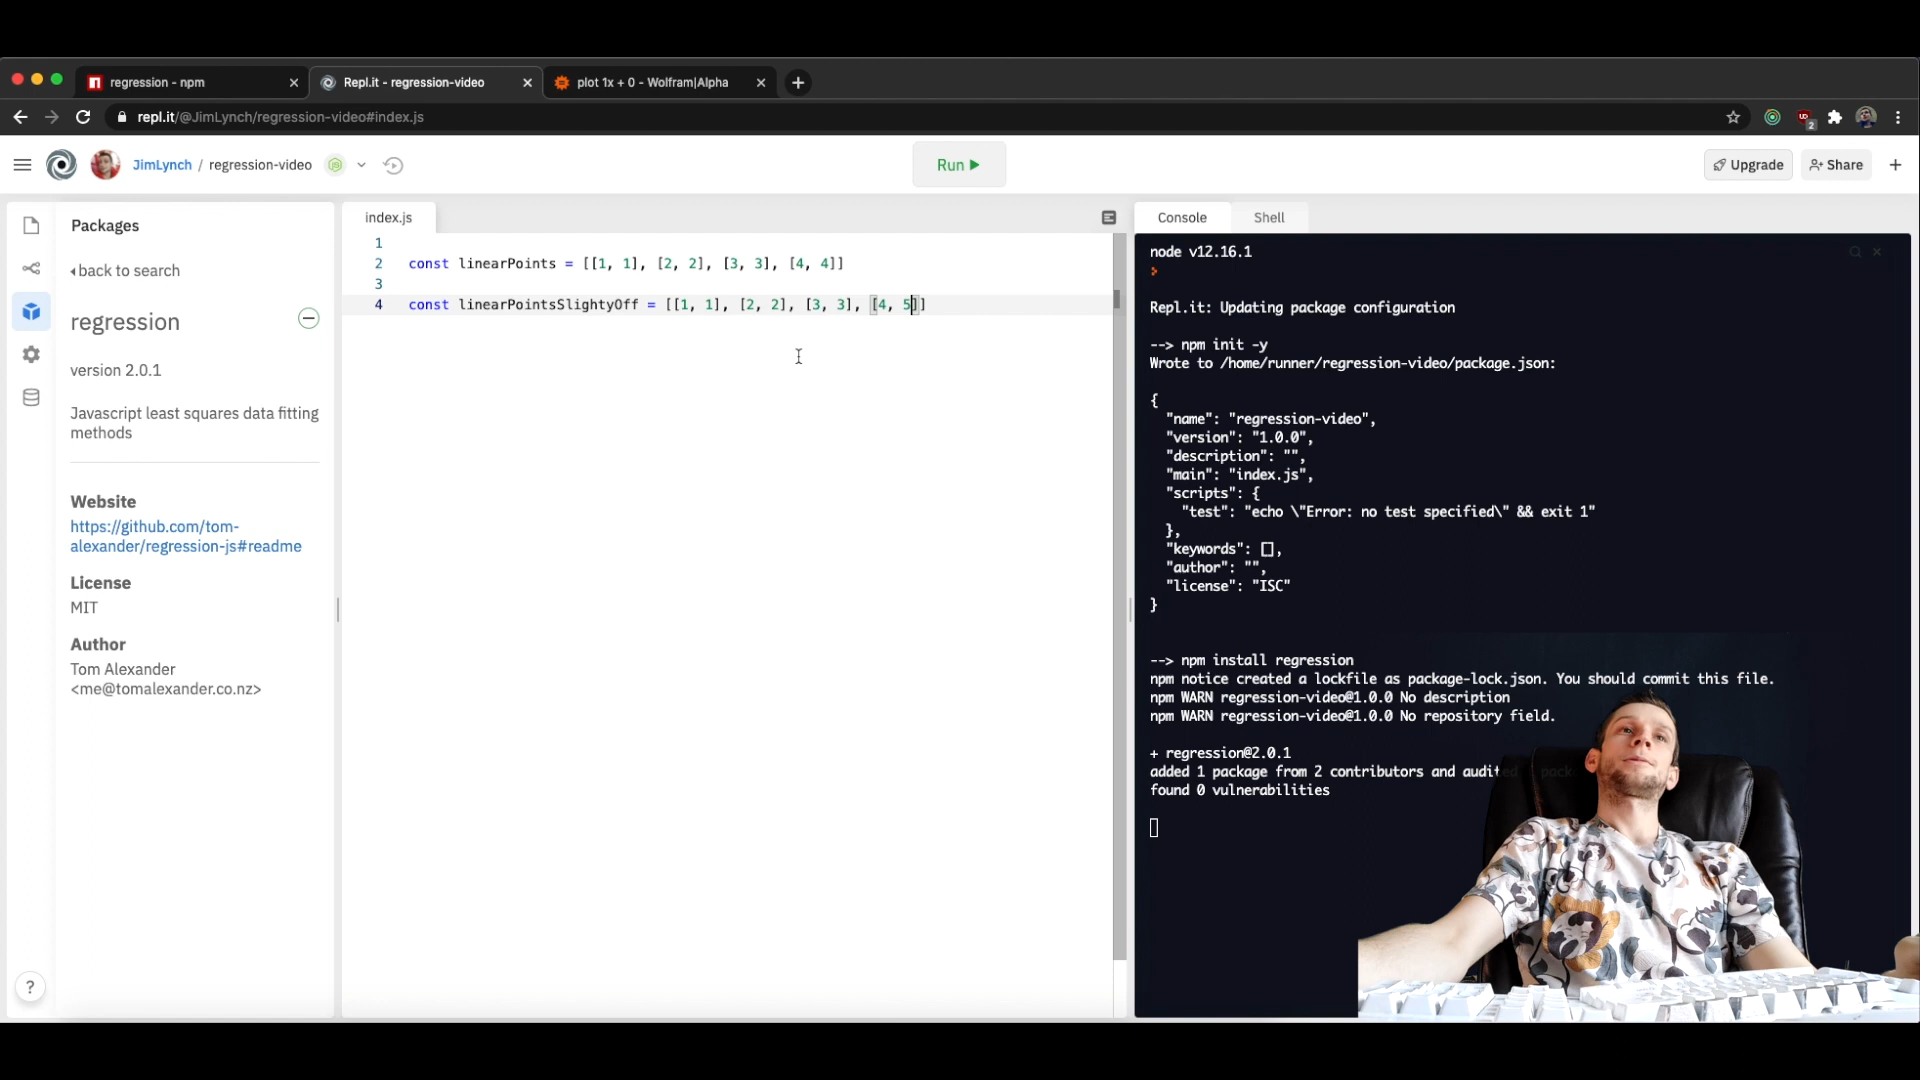 regression - npm
Repl.it - regression-video
plot 1x + 0 - Wolfram|Alpha
repl.it/@JimLynch/regression-video#index.js
2
JimLynch / regression-video
Run
Upgrade
Share
Packages
back to search
regression
version 2.0.1
Javascript least squares data fitting
methods
Website
https://github.com/tom-
alexander/regression-js#readme
License
MIT
Author
Tom Alexander
<me@tomalexander.co.nz>
?
index.js
1
2 const linearPoints = [[1, 1], [2, 2], [3, 3], [4, 4]]
3
4 const linearPointsSlightyOff = [[1, 1], [2, 2], [3, 3], [4, 5]]
Console
Shell
node v12.16.1
Repl.it: Updating package configuration
--> npm init -y
Wrote to /home/runner/regression-video/package.json:
{
"name": "regression-video",
"version": "1.0.0",
"description": "",
"main": "index.js",
"scripts": {
"test": "echo \"Error: no test specified\" && exit 1"
},
"keywords": [],
"author": "",
"license": "ISC"
}
--> npm install regression
npm notice created a lockfile as package-lock.json. You should commit this file.
npm WARN regression-video@1.0.0 No description
npm WARN regression-video@1.0.0 No repository field.
+ regression@2.0.1
added 1 package from 2 contributors and audited 1
found 0 vulnerabilities